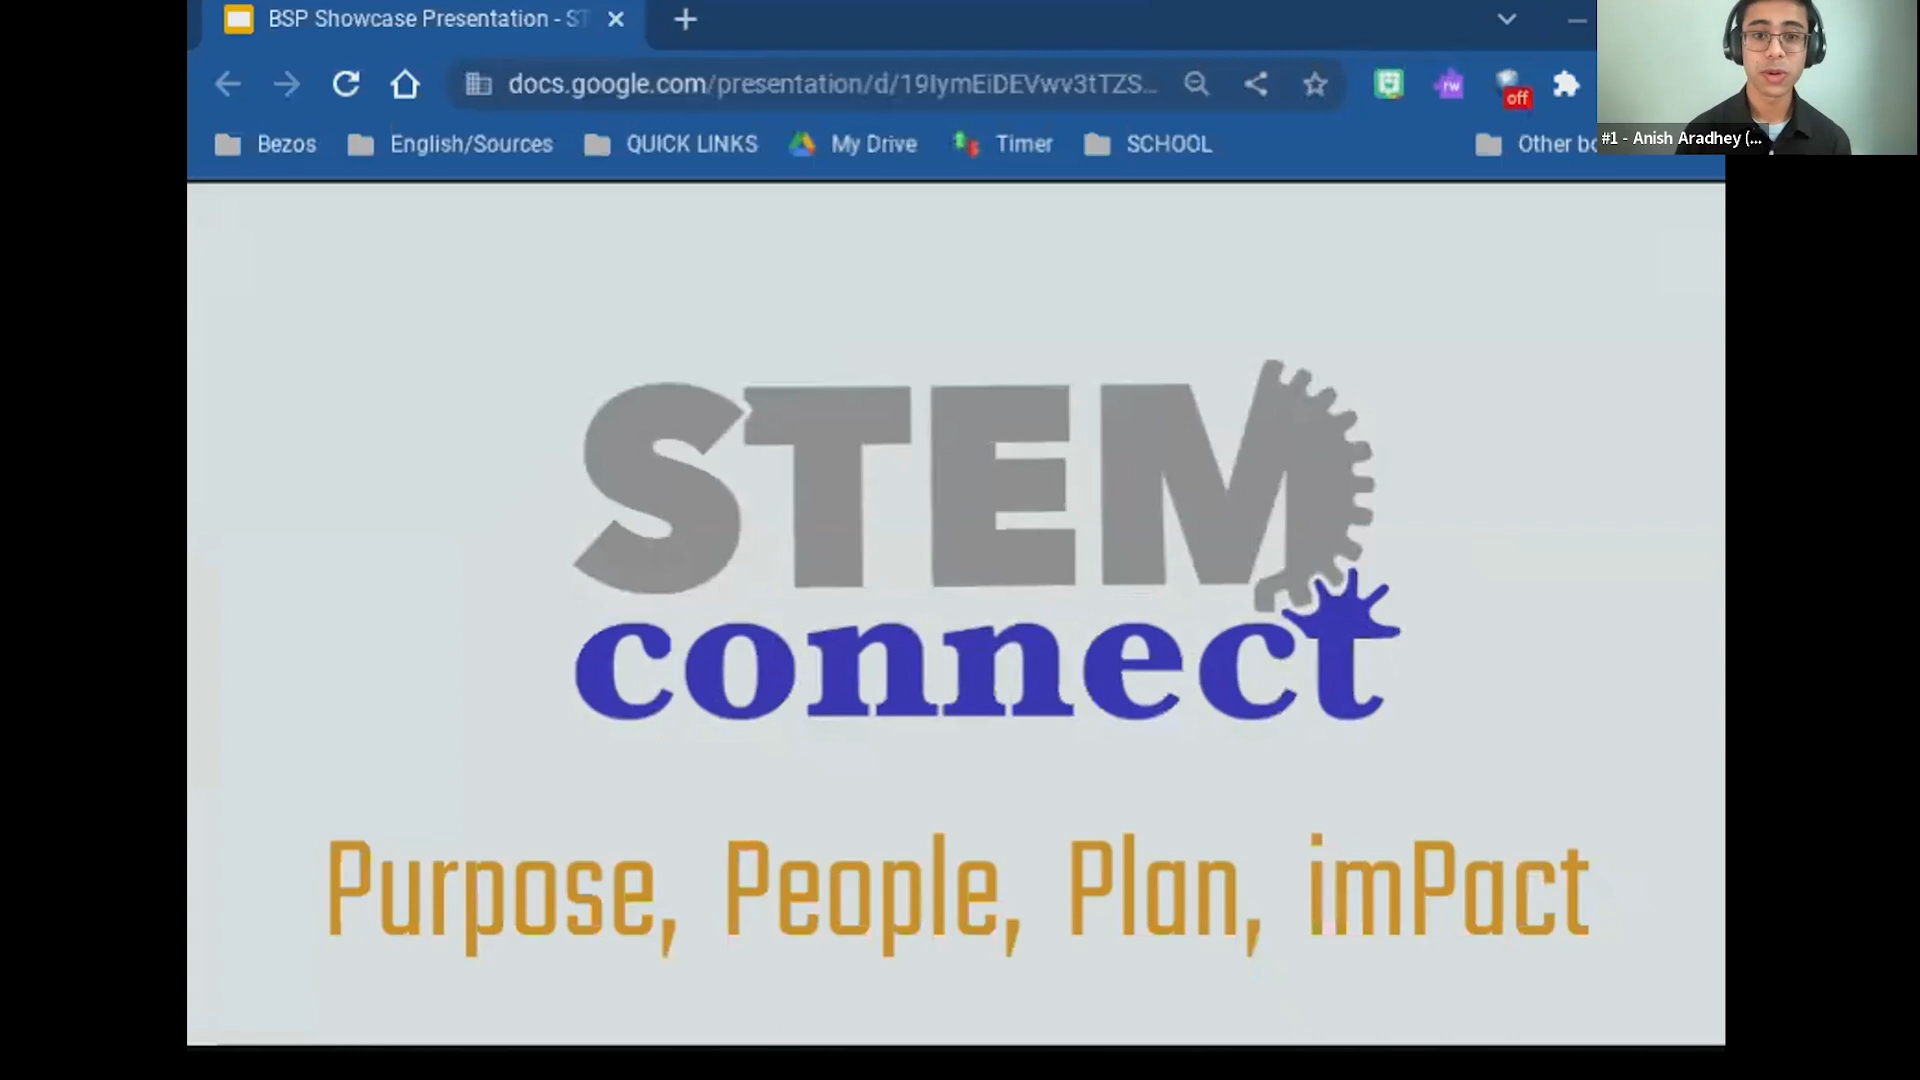 BSP Showcase Presentation - ST
docs.google.com/presentation/d/19IymEiDEVwv3tTZS...
rw
off
Bezos
English/Sources
QUICK LINKS
My Drive
Timer
SCHOOL
Other bo
#1 - Anish Aradhey (...
STEM
connect
Purpose, People, Plan, imPact